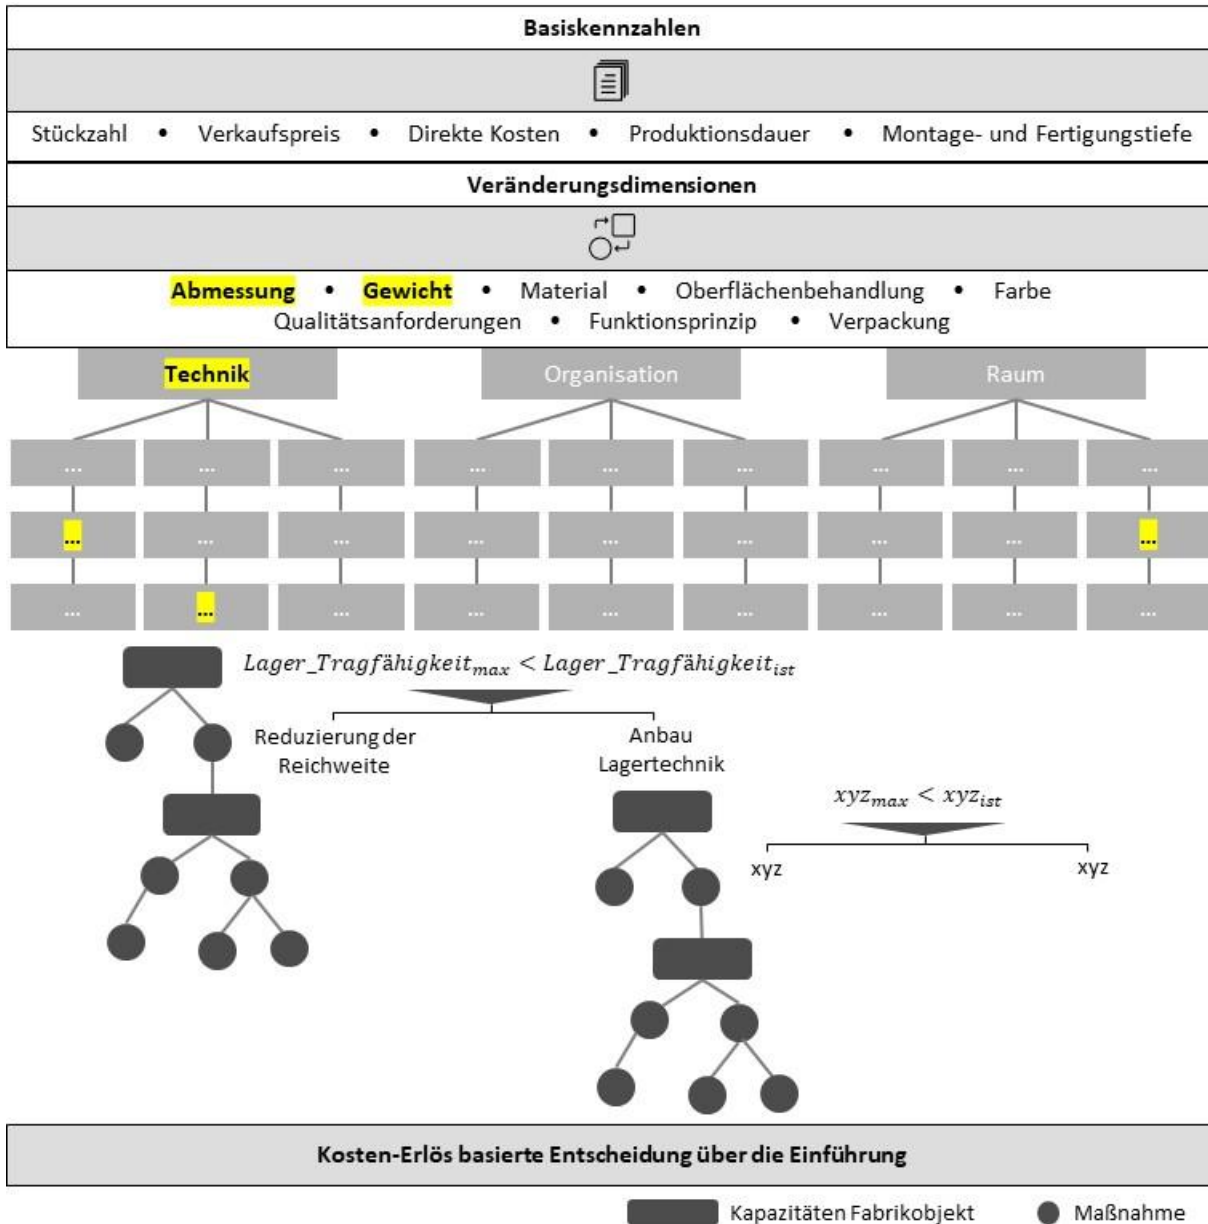 Basiskennzahlen
Stückzahl • Verkaufspreis • Direkte Kosten • Produktionsdauer • Montage- und Fertigungstiefe
Veränderungsdimensionen
Abmessung • Gewicht • Material • Oberflächenbehandlung • Farbe
Qualitätsanforderungen • Funktionsprinzip • Verpackung
Technik Organisation Raum
... ... ... ... ... ... ... ... ...
... ... ... ... ... ... ... ... ...
... ... ... ... ... ... ... ... ...
Lager_Tragfähigkeit_max < Lager_Tragfähigkeit_ist
Reduzierung der
Reichweite
Anbau
Lagertechnik
xyz_max < xyz_ist
xyz xyz
Kosten-Erlös basierte Entscheidung über die Einführung
Kapazitäten Fabrikobjekt Maßnahme